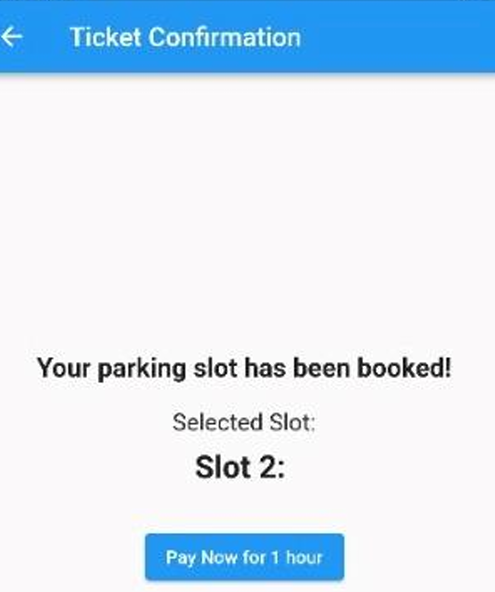 Ticket Confirmation
Your parking slot has been booked!
Selected Slot:
Slot 2:
Pay Now for 1 hour